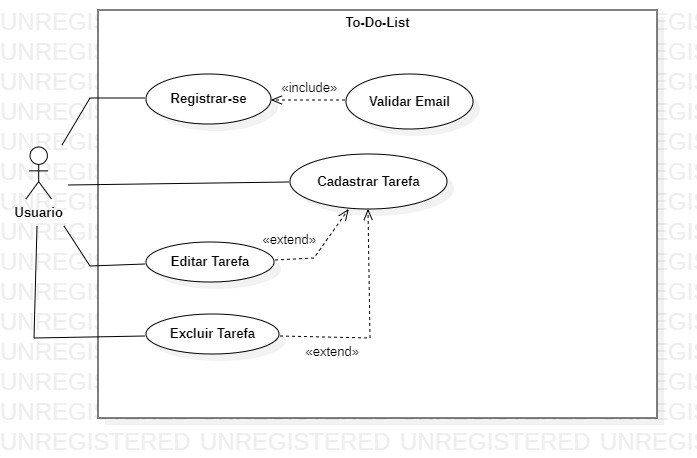 To-Do-List
Registrar-se
«include»
Validar Email
Cadastrar Tarefa
Usuario
«extend»
Editar Tarefa
Excluir Tarefa
«extend»
UNREGISTERED UNREGISTERED UNREGISTERED UNREGISTERED